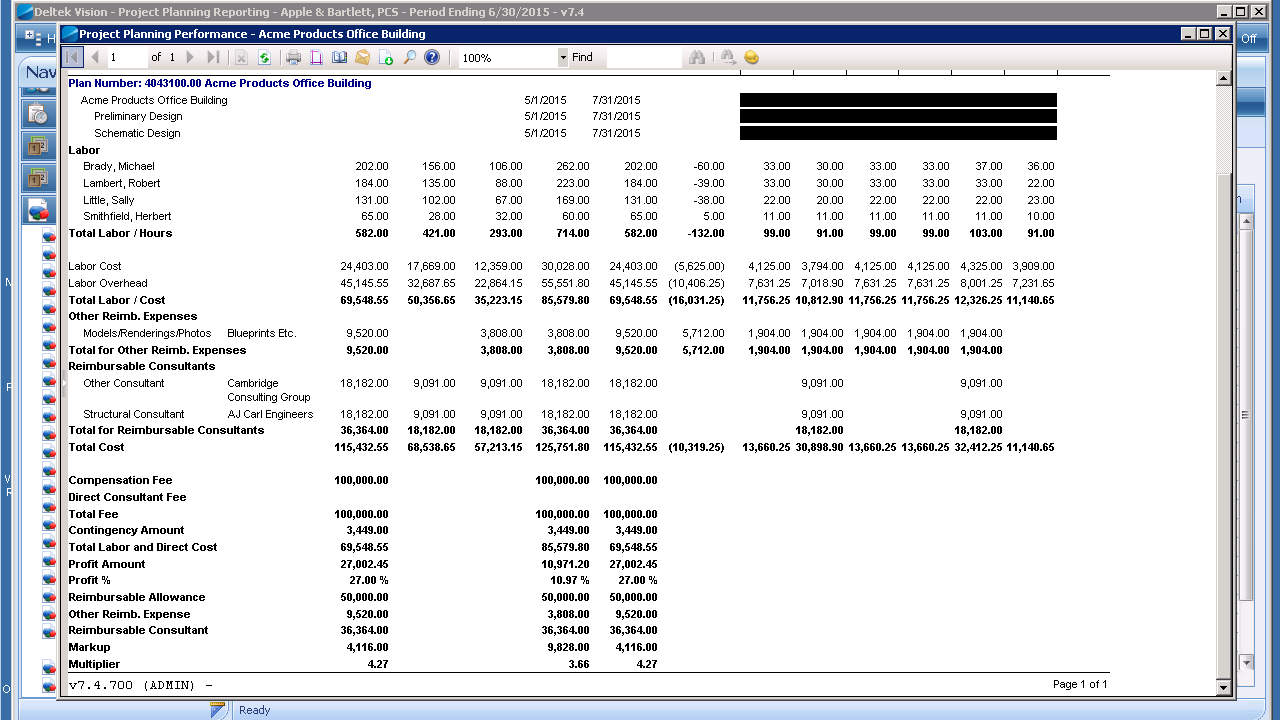 Deltek Vision - Project Planning Reporting - Apple & Bartlett, PCS - Period Ending 6/30/2015 - v7.4
Project Planning Performance - Acme Products Office Building
Off
Nav
1 of 1 100% Find
Plan Number: 4043100.00 Acme Products Office Building
Acme Products Office Building 5/1/2015 7/31/2015
Preliminary Design 5/1/2015 7/31/2015
Schematic Design 5/1/2015 7/31/2015
Labor
Brady, Michael 202.00 156.00 106.00 262.00 202.00 -60.00 33.00 30.00 33.00 33.00 37.00 36.00
Lambert, Robert 184.00 135.00 88.00 223.00 184.00 -39.00 33.00 30.00 33.00 33.00 33.00 22.00
Little, Sally 131.00 102.00 67.00 169.00 131.00 -38.00 22.00 20.00 22.00 22.00 22.00 23.00
Smithfield, Herbert 65.00 28.00 32.00 60.00 65.00 5.00 11.00 11.00 11.00 11.00 11.00 10.00
Total Labor / Hours 582.00 421.00 293.00 714.00 582.00 -132.00 99.00 91.00 99.00 99.00 103.00 91.00
Labor Cost 24,403.00 17,669.00 12,359.00 30,028.00 24,403.00 (5,625.00) 4,125.00 3,794.90 4,125.00 4,125.00 4,325.00 3,909.00
Labor Overhead 45,145.55 32,687.65 22,864.15 55,551.80 45,145.55 (10,406.25) 7,631.25 7,018.90 7,631.25 7,631.25 8,001.25 7,231.65
Total Labor / Cost 69,548.55 50,356.65 35,223.15 85,579.80 69,548.55 (16,031.25) 11,756.25 10,812.90 11,756.25 11,756.25 12,326.25 11,140.65
Other Reimb. Expenses
Models/Renderings/Photos Blueprints Etc. 9,520.00 3,808.00 3,808.00 9,520.00 5,712.00 1,904.00 1,904.00 1,904.00 1,904.00 1,904.00
Total for Other Reimb. Expenses 9,520.00 3,808.00 3,808.00 9,520.00 5,712.00 1,904.00 1,904.00 1,904.00 1,904.00 1,904.00
Reimbursable Consultants
Other Consultant Cambridge 18,182.00 9,091.00 9,091.00 18,182.00 18,182.00 9,091.00 9,091.00
Consulting Group
Structural Consultant AJ Carl Engineers 18,182.00 9,091.00 9,091.00 18,182.00 18,182.00 9,091.00 9,091.00
Total for Reimbursable Consultants 36,364.00 18,182.00 18,182.00 36,364.00 36,364.00 18,182.00 18,182.00
Total Cost 115,432.55 68,538.65 125,751.80 115,432.55 (10,319.25) 13,660.25 30,898.90 13,660.25 13,660.25 32,412.25 11,140.65
Compensation Fee 100,000.00 100,000.00 100,000.00
Direct Consultant Fee
Total Fee 100,000.00 100,000.00 100,000.00
Contingency Amount 3,449.00 3,449.00 3,449.00
Total Labor and Direct Cost 69,548.55 85,579.80 69,548.55
Profit Amount 27,002.45 10,971.20 27,002.45
Profit % 27.00 % 10.97 % 27.00 %
Reimbursable Allowance 50,000.00 50,000.00 50,000.00
Other Reimb. Expense 9,520.00 3,808.00 9,520.00
Reimbursable Consultant 36,364.00 36,364.00 36,364.00
Markup 4,116.00 9,828.00 4,116.00
Multiplier 4.27 3.66 4.27
v7.4.700 (ADMIN) - Page 1 of 1
Ready